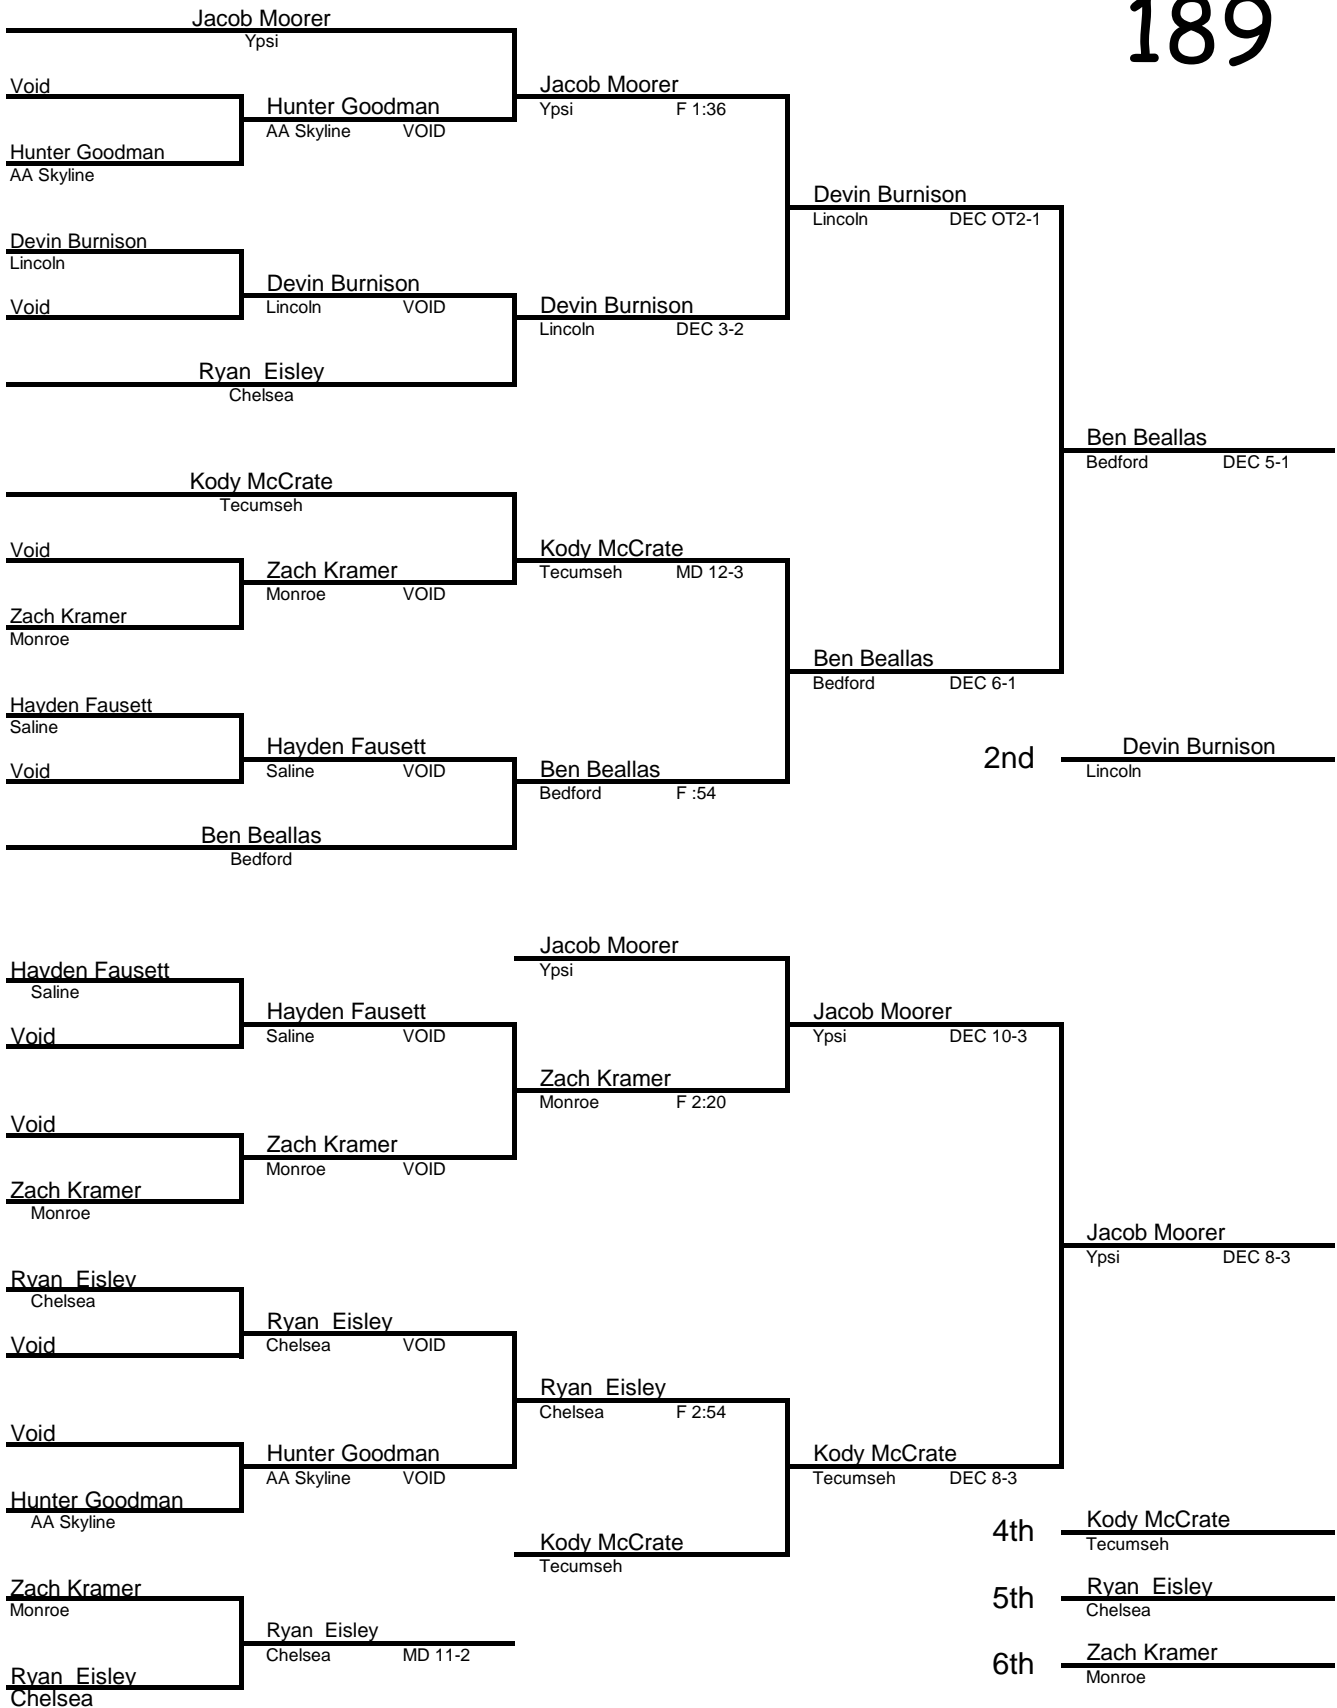 189
Jacob Moorer
Ypsi
Void
Hunter Goodman
AA Skyline VOID
Hunter Goodman
AA Skyline
Jacob Moorer
Ypsi F 1:36
Devin Burnison
Lincoln
Void
Devin Burnison
Lincoln VOID
Ryan Eisley
Chelsea
Devin Burnison
Lincoln DEC 3-2
Devin Burnison
Lincoln DEC OT2-1
Kody McCrate
Tecumseh
Void
Zach Kramer
Monroe VOID
Zach Kramer
Monroe
Kody McCrate
Tecumseh MD 12-3
Hayden Fausett
Saline
Void
Hayden Fausett
Saline VOID
Ben Beallas
Bedford
Ben Beallas
Bedford F :54
Ben Beallas
Bedford DEC 6-1
Ben Beallas
Bedford DEC 5-1
2nd Devin Burnison
Lincoln
Hayden Fausett
Saline
Void
Hayden Fausett
Saline VOID
Void
Zach Kramer
Monroe
Zach Kramer
Monroe VOID
Jacob Moorer
Ypsi
Zach Kramer
Monroe F 2:20
Jacob Moorer
Ypsi DEC 10-3
Ryan Eisley
Chelsea
Void
Ryan Eisley
Chelsea VOID
Void
Hunter Goodman
AA Skyline
Hunter Goodman
AA Skyline VOID
Ryan Eisley
Chelsea F 2:54
Kody McCrate
Tecumseh
Kody McCrate
Tecumseh DEC 8-3
Jacob Moorer
Ypsi DEC 8-3
Zach Kramer
Monroe
Ryan Eisley
Chelsea
Ryan Eisley
Chelsea MD 11-2
4th Kody McCrate
Tecumseh
5th Ryan Eisley
Chelsea
6th Zach Kramer
Monroe